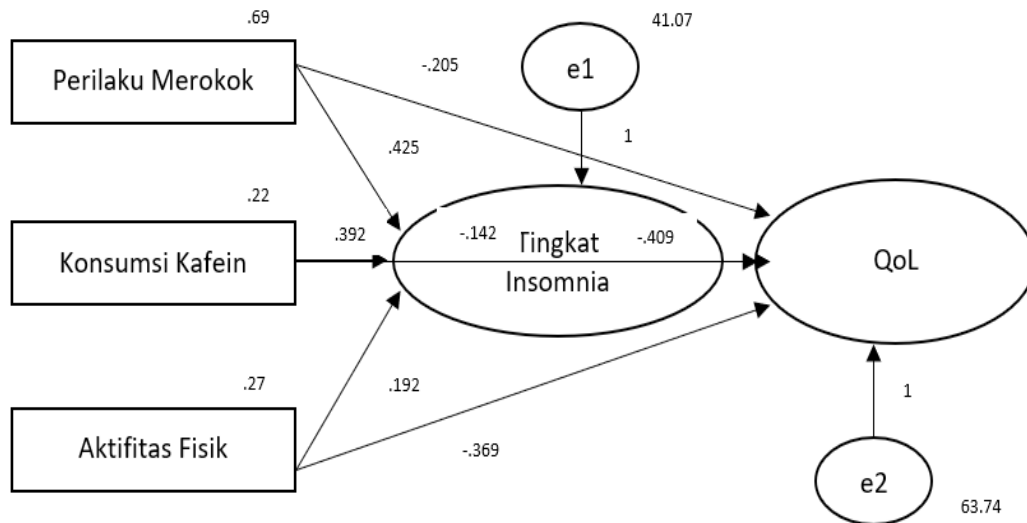 .69
41.07
Perilaku Merokok
-.205
e1
.425
1
.22
Konsumsi Kafein
.392
-.142
Tingkat
Insomnia
-.409
QoL
.27
Aktifitas Fisik
.192
-.369
1
e2
63.74